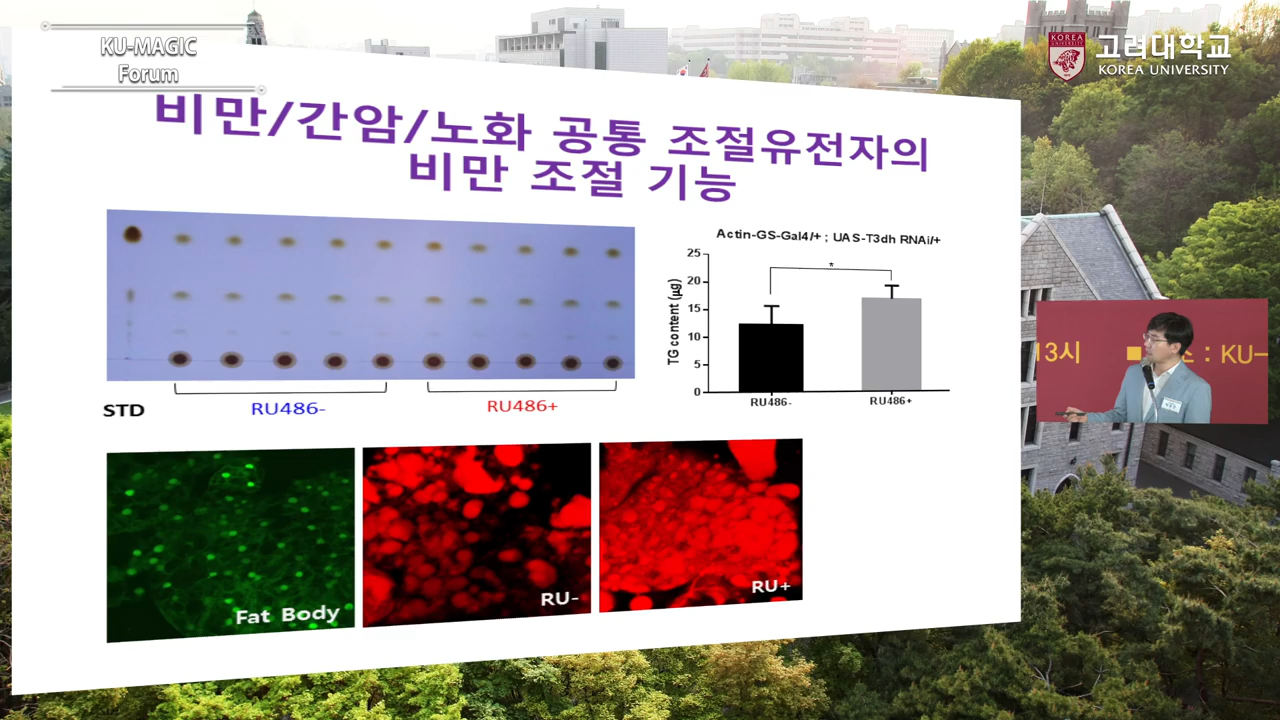 KU-MAGIC
Forum
KOREA
UNIVERSITY
고려대학교
KOREA UNIVERSITY
비만/간암/노화 공통 조절유전자의
비만 조절 기능
STD
RU486-
RU486+
Actin-GS-Gal4/+ ; UAS-T3dh RNAi/+
TG content (µg)
25
20
15
10
5
0
*
RU486-
RU486+
Fat Body
RU-
RU+
13시
: KU-